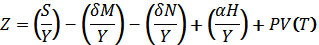 Z = (S/Y) − (δM/Y) − (δN/Y) + (αH/Y) + PV(T)